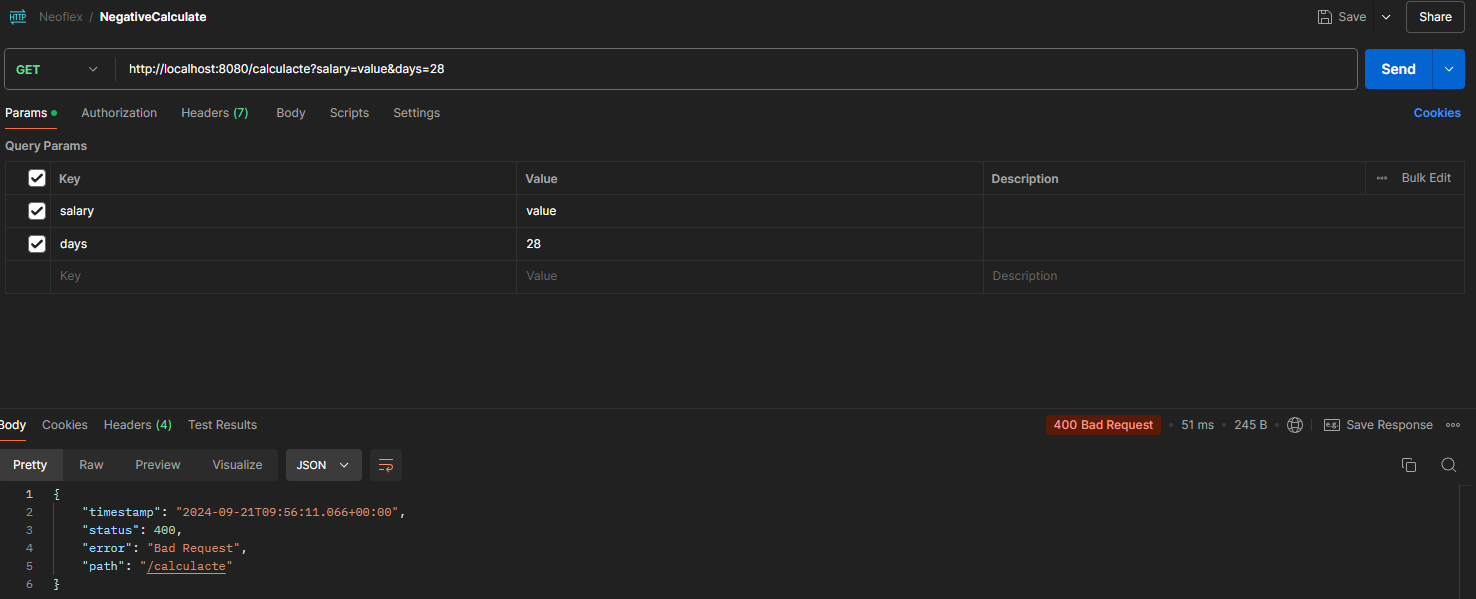 HTTP Neoflex / NegativeCalculate Save Share
GET http://localhost:8080/calculacte?salary=value&days=28 Send
Params Authorization Headers (7) Body Scripts Settings Cookies
Query Params
Key Value Description Bulk Edit
salary value
days 28
Key Value Description
Body Cookies Headers (4) Test Results 400 Bad Request 51 ms 245 B e.g. Save Response
Pretty Raw Preview Visualize JSON
1 {
2 "timestamp": "2024-09-21T09:56:11.066+00:00",
3 "status": 400,
4 "error": "Bad Request",
5 "path": "/calculacte"
6 }